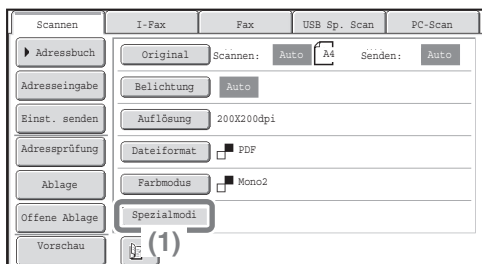 Scannen I-Fax Fax USB Sp. Scan PC-Scan
Adressbuch Original Scannen: Auto A4 Senden: Auto
Adresseingabe Belichtung Auto
Einst. senden Auflösung 200X200dpi
Adressprüfung Dateiformat PDF
Ablage Farbmodus Mono2
Offene Ablage Spezialmodi
Vorschau (1)